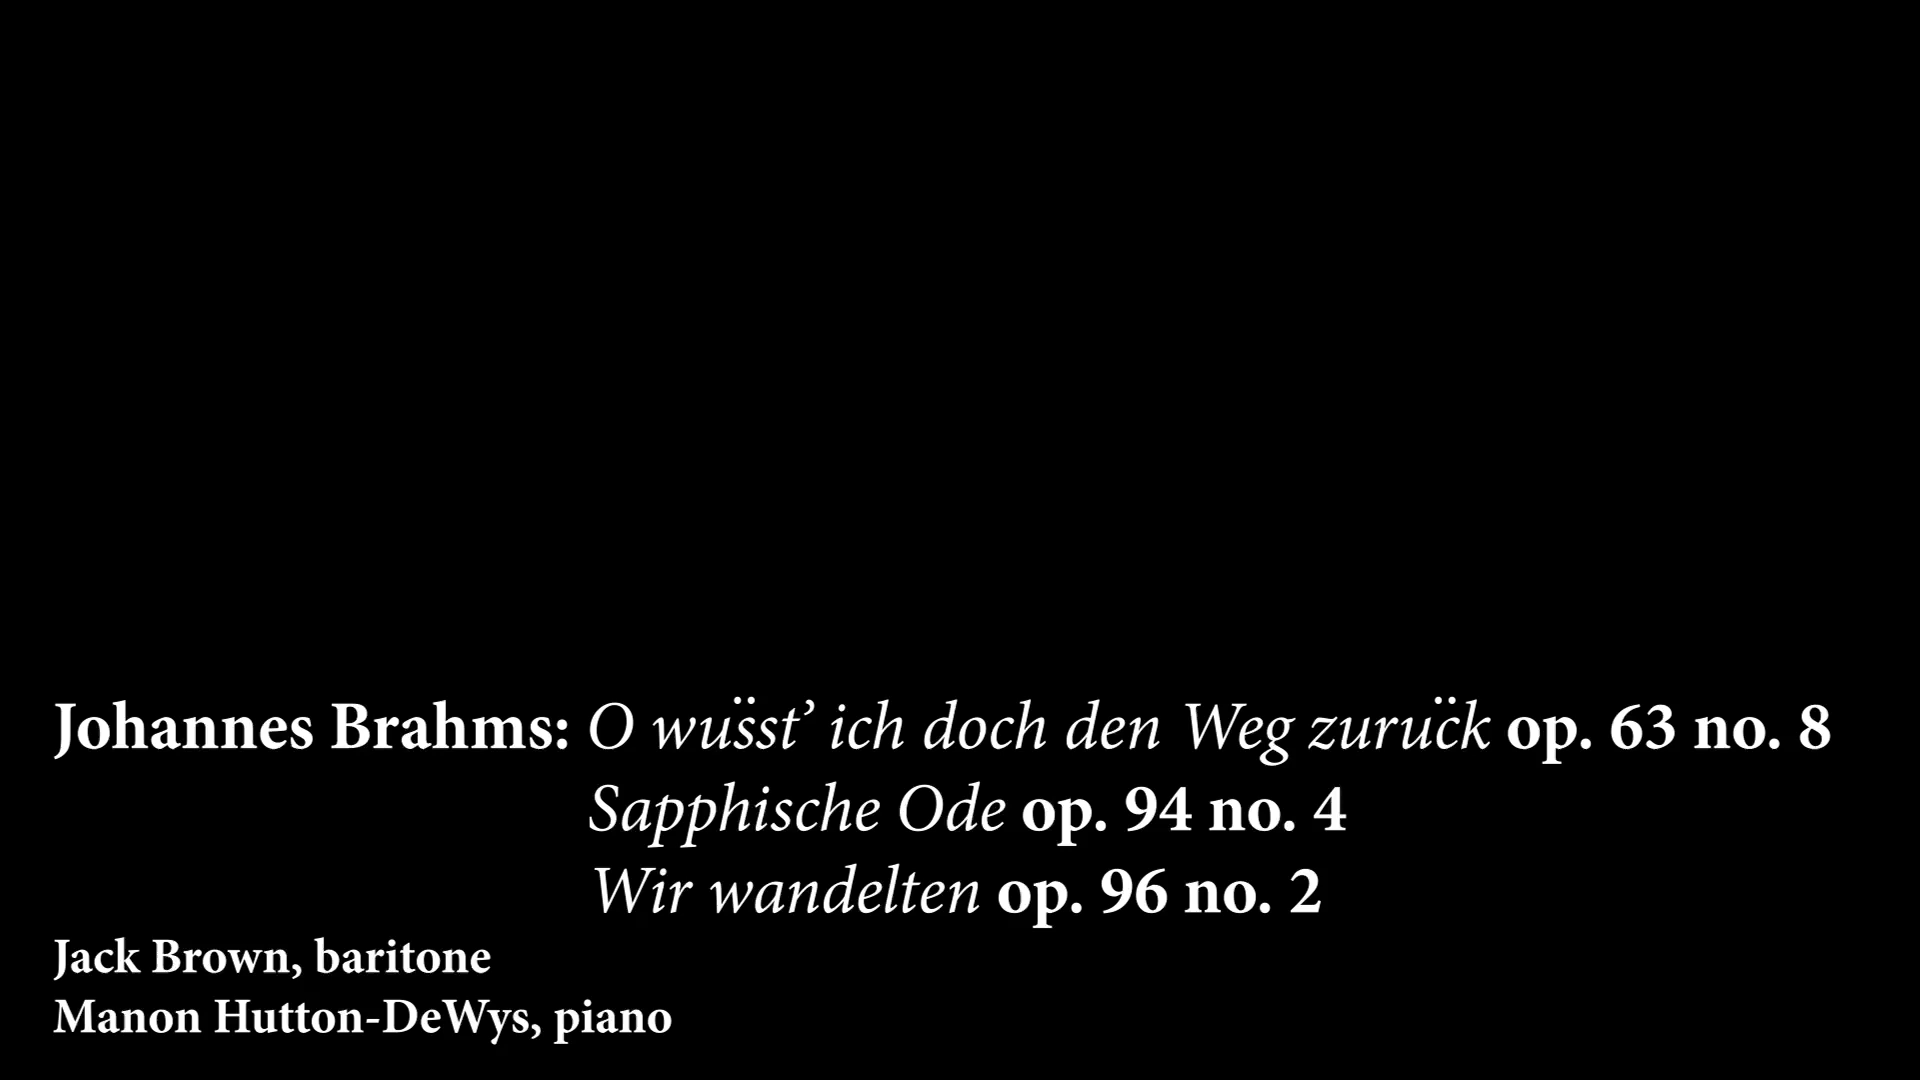 Johannes Brahms: O wüsst’ ich doch den Weg zurück op. 63 no. 8
Sapphische Ode op. 94 no. 4
Wir wandelten op. 96 no. 2
Jack Brown, baritone
Manon Hutton-DeWys, piano